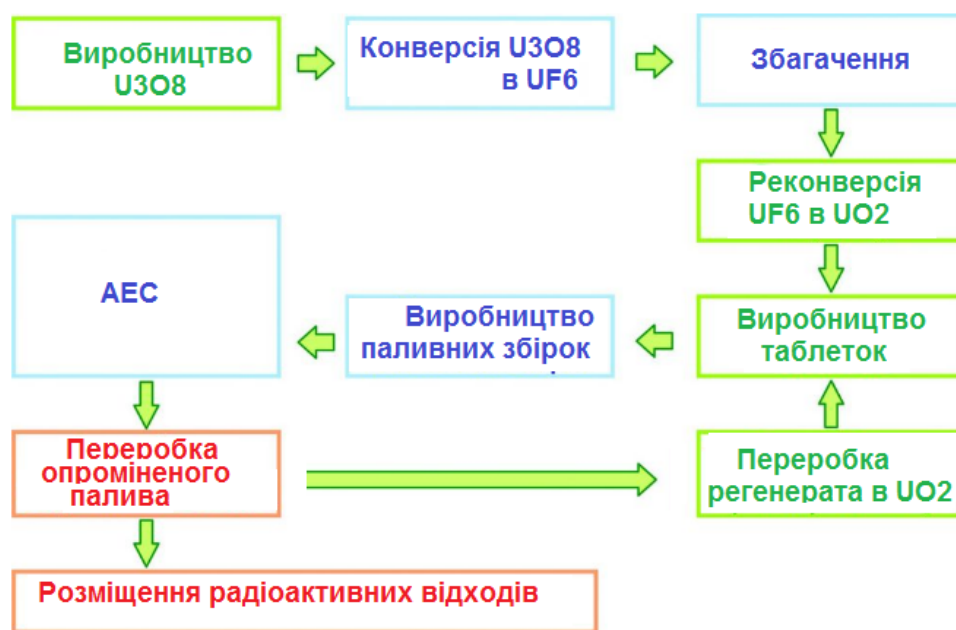 Виробництво
U3O8
Конверсія U3O8
в UF6
Збагачення
Реконверсія
UF6 в UO2
АЕС
Виробництво
паливних збірок
Виробництво
таблеток
Переробка
опроміненого
палива
Переробка
регенерата в UO2
Розміщення радіоактивних відходів